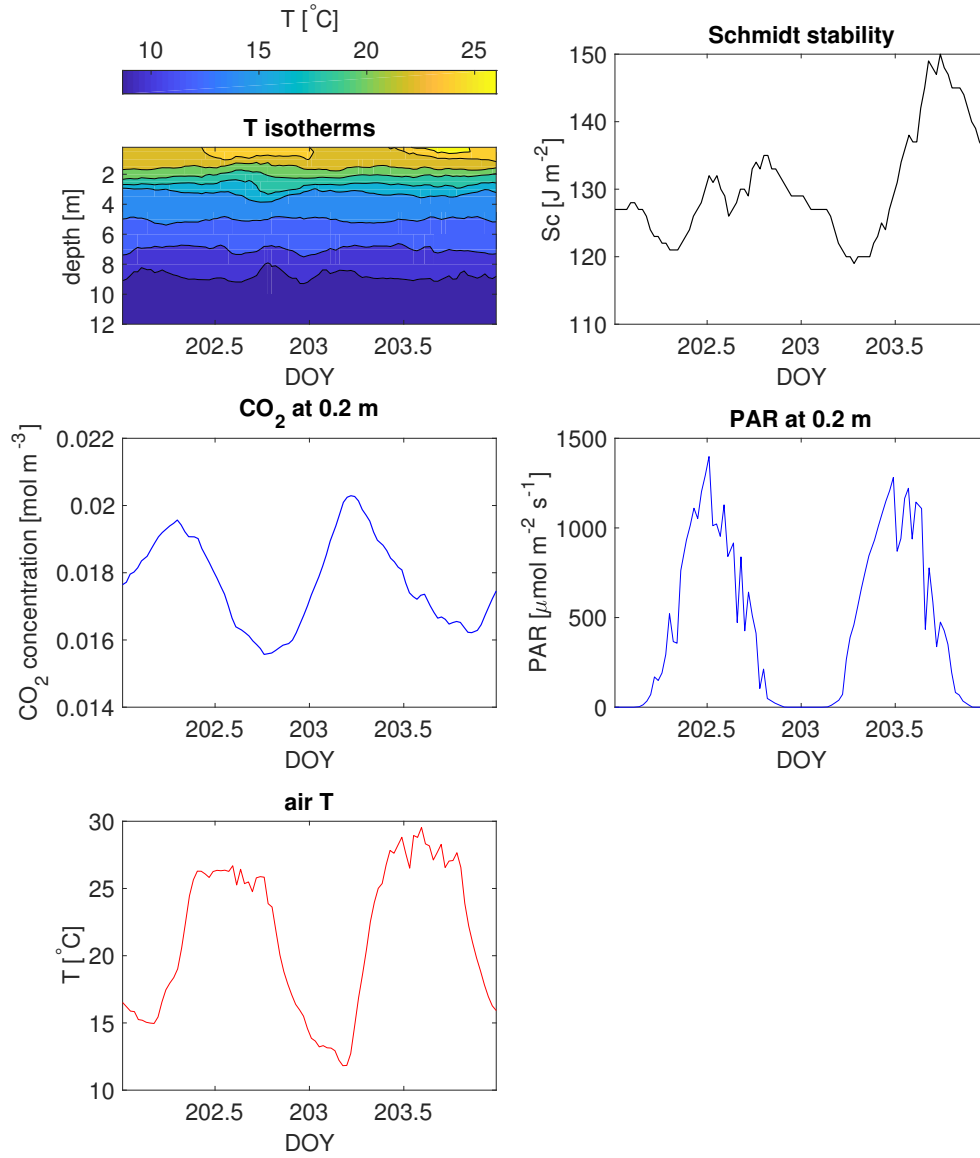 T [°C]
10 15 20 25
T isotherms
depth [m]
2
4
6
8
10
12
202.5 203 203.5
DOY
Schmidt stability
Sc [J m-2]
150
140
130
120
110
202.5 203 203.5
DOY
CO2 at 0.2 m
CO2 concentration [mol m-3]
0.022
0.02
0.018
0.016
0.014
202.5 203 203.5
DOY
PAR at 0.2 m
PAR [μmol m-2 s-1]
1500
1000
500
0
202.5 203 203.5
DOY
air T
T [°C]
30
25
20
15
10
202.5 203 203.5
DOY